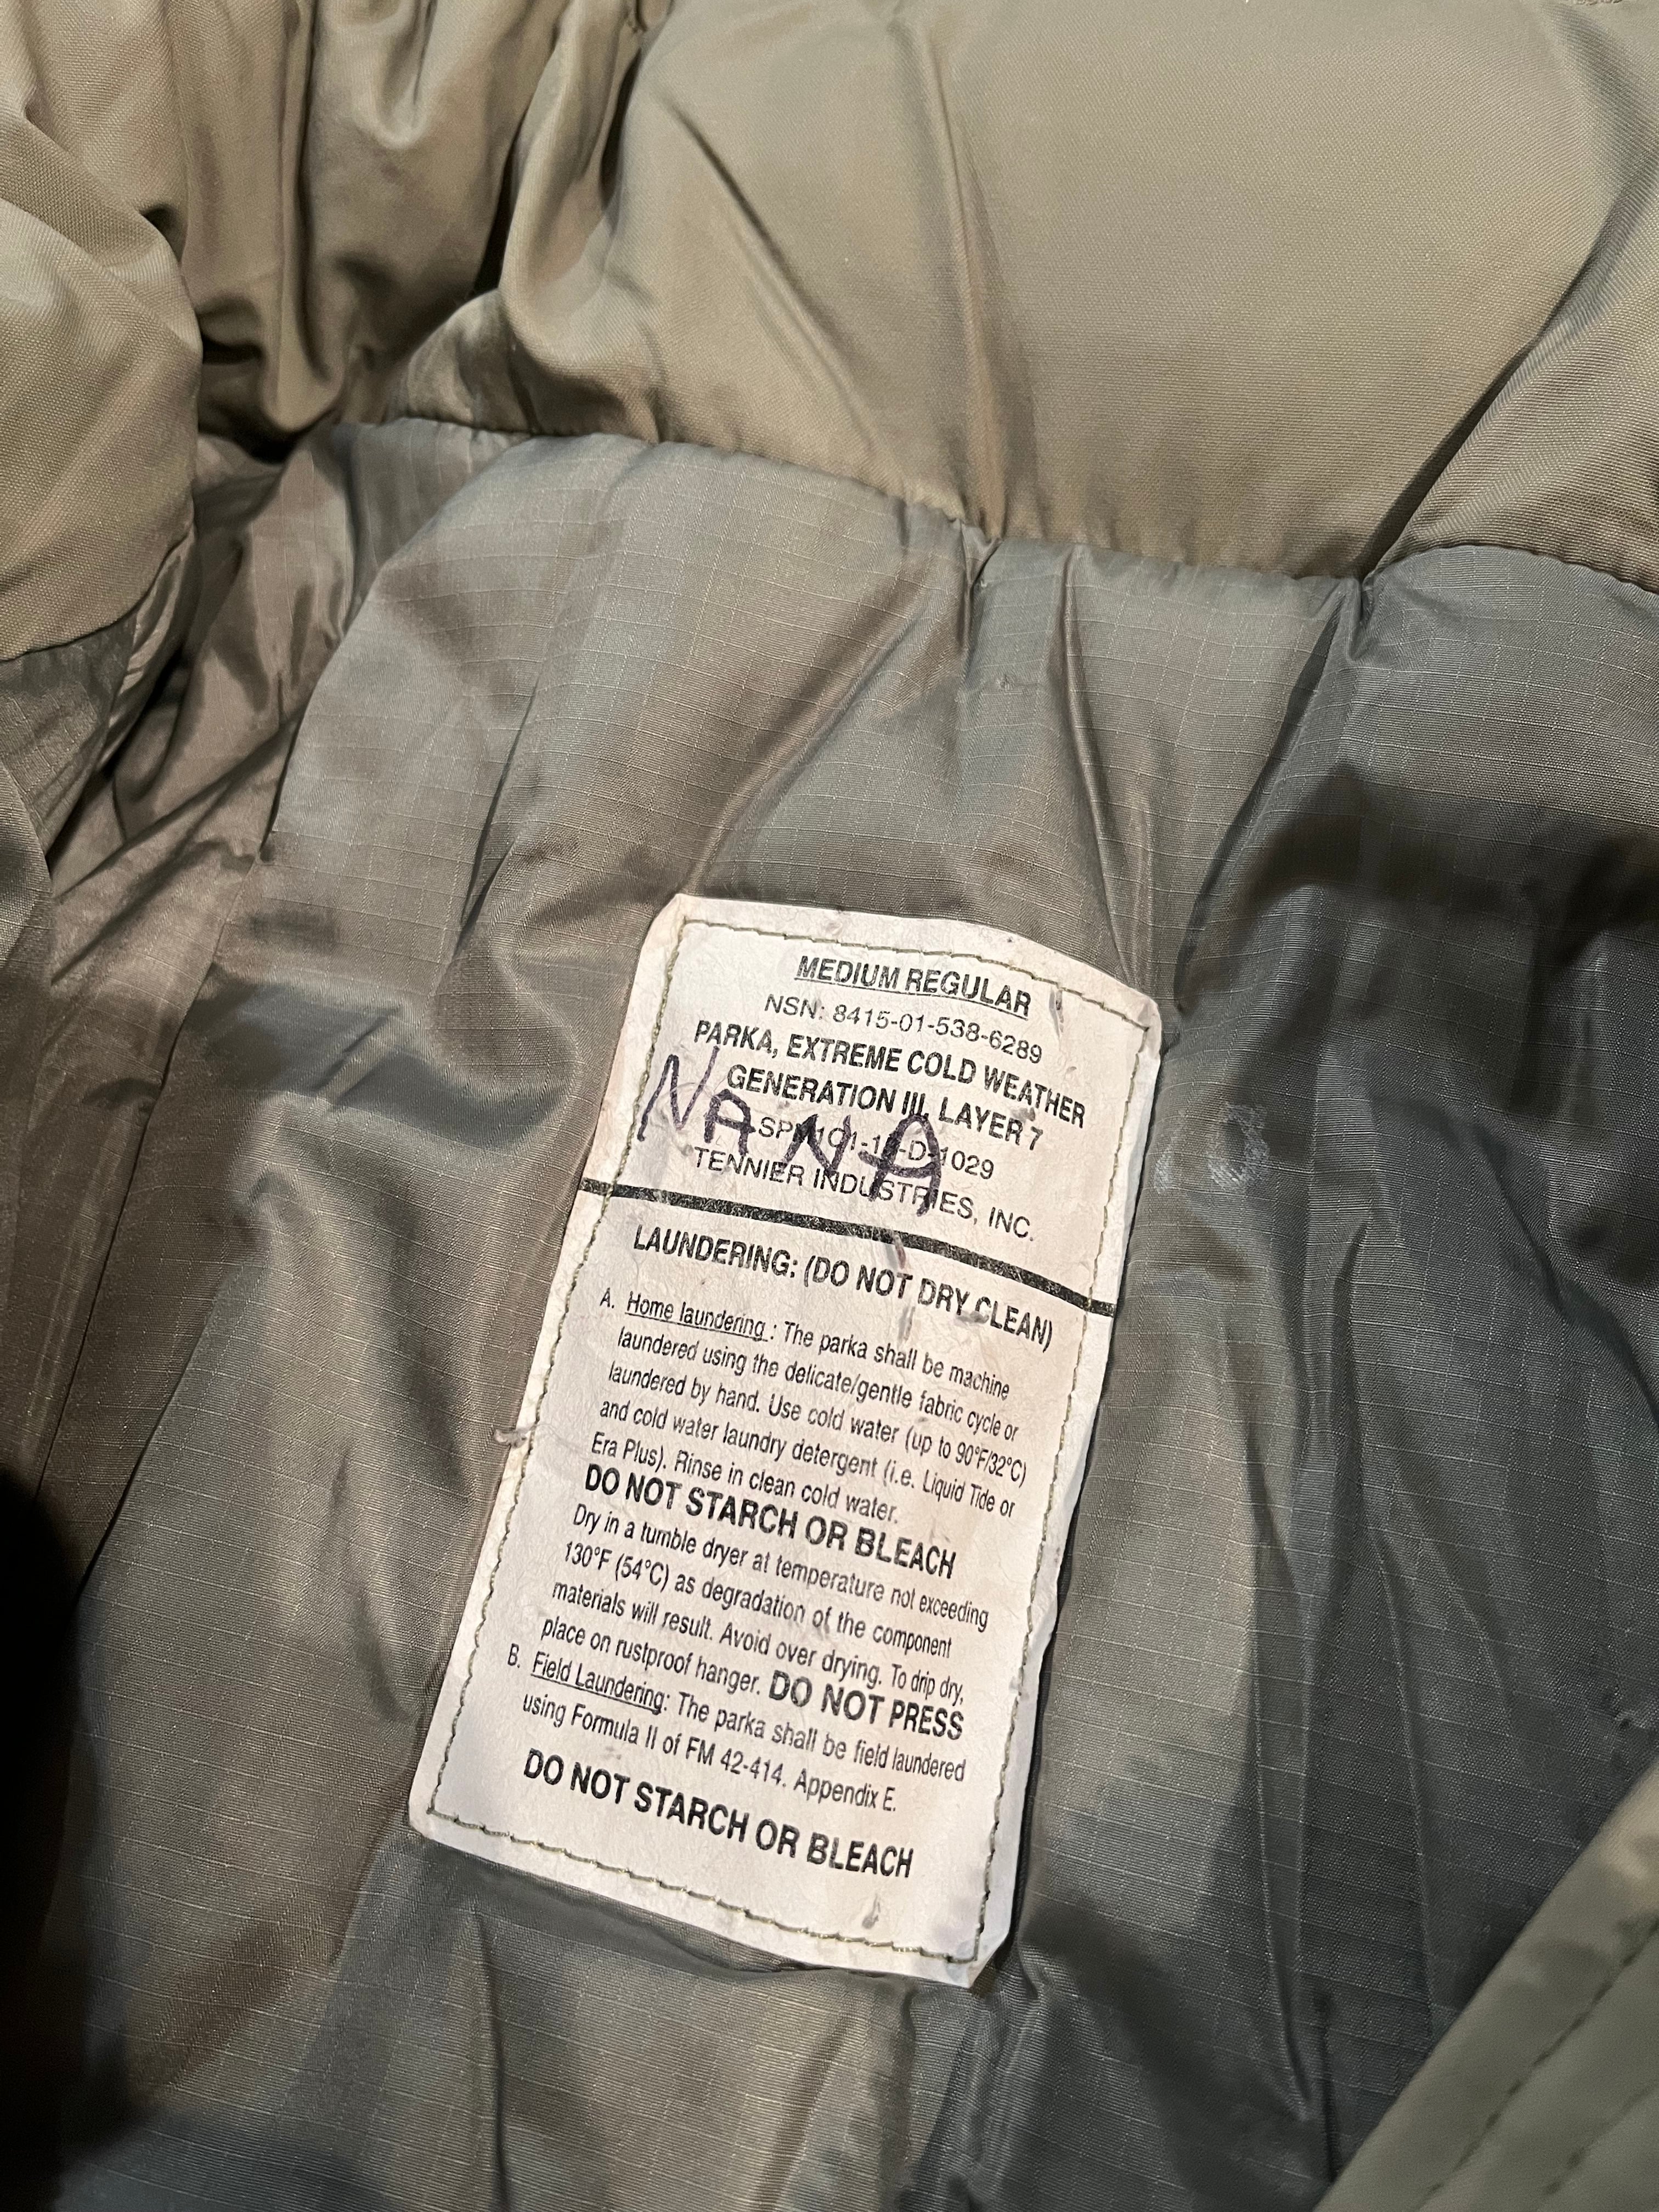 MEDIUM REGULAR
NSN: 8415-01-538-6289
PARKA, EXTREME COLD WEATHER
GENERATION III, LAYER 7
NANA
TENNIER INDUSTRIES, INC.
LAUNDERING: (DO NOT DRY CLEAN)
A. Home laundering : The parka shall be machine
laundered using the delicate/gentle fabric cycle or
laundered by hand. Use cold water (up to 90°F/32°C)
and cold water laundry detergent (i.e. Liquid Tide or
Era Plus). Rinse in clean cold water.
DO NOT STARCH OR BLEACH
Dry in a tumble dryer at temperature not exceeding
130°F (54°C) as degradation of the component
materials will result. Avoid over drying. To drip dry,
place on rustproof hanger. DO NOT PRESS
B. Field Laundering: The parka shall be field laundered
using Formula II of FM 42-414. Appendix E.
DO NOT STARCH OR BLEACH